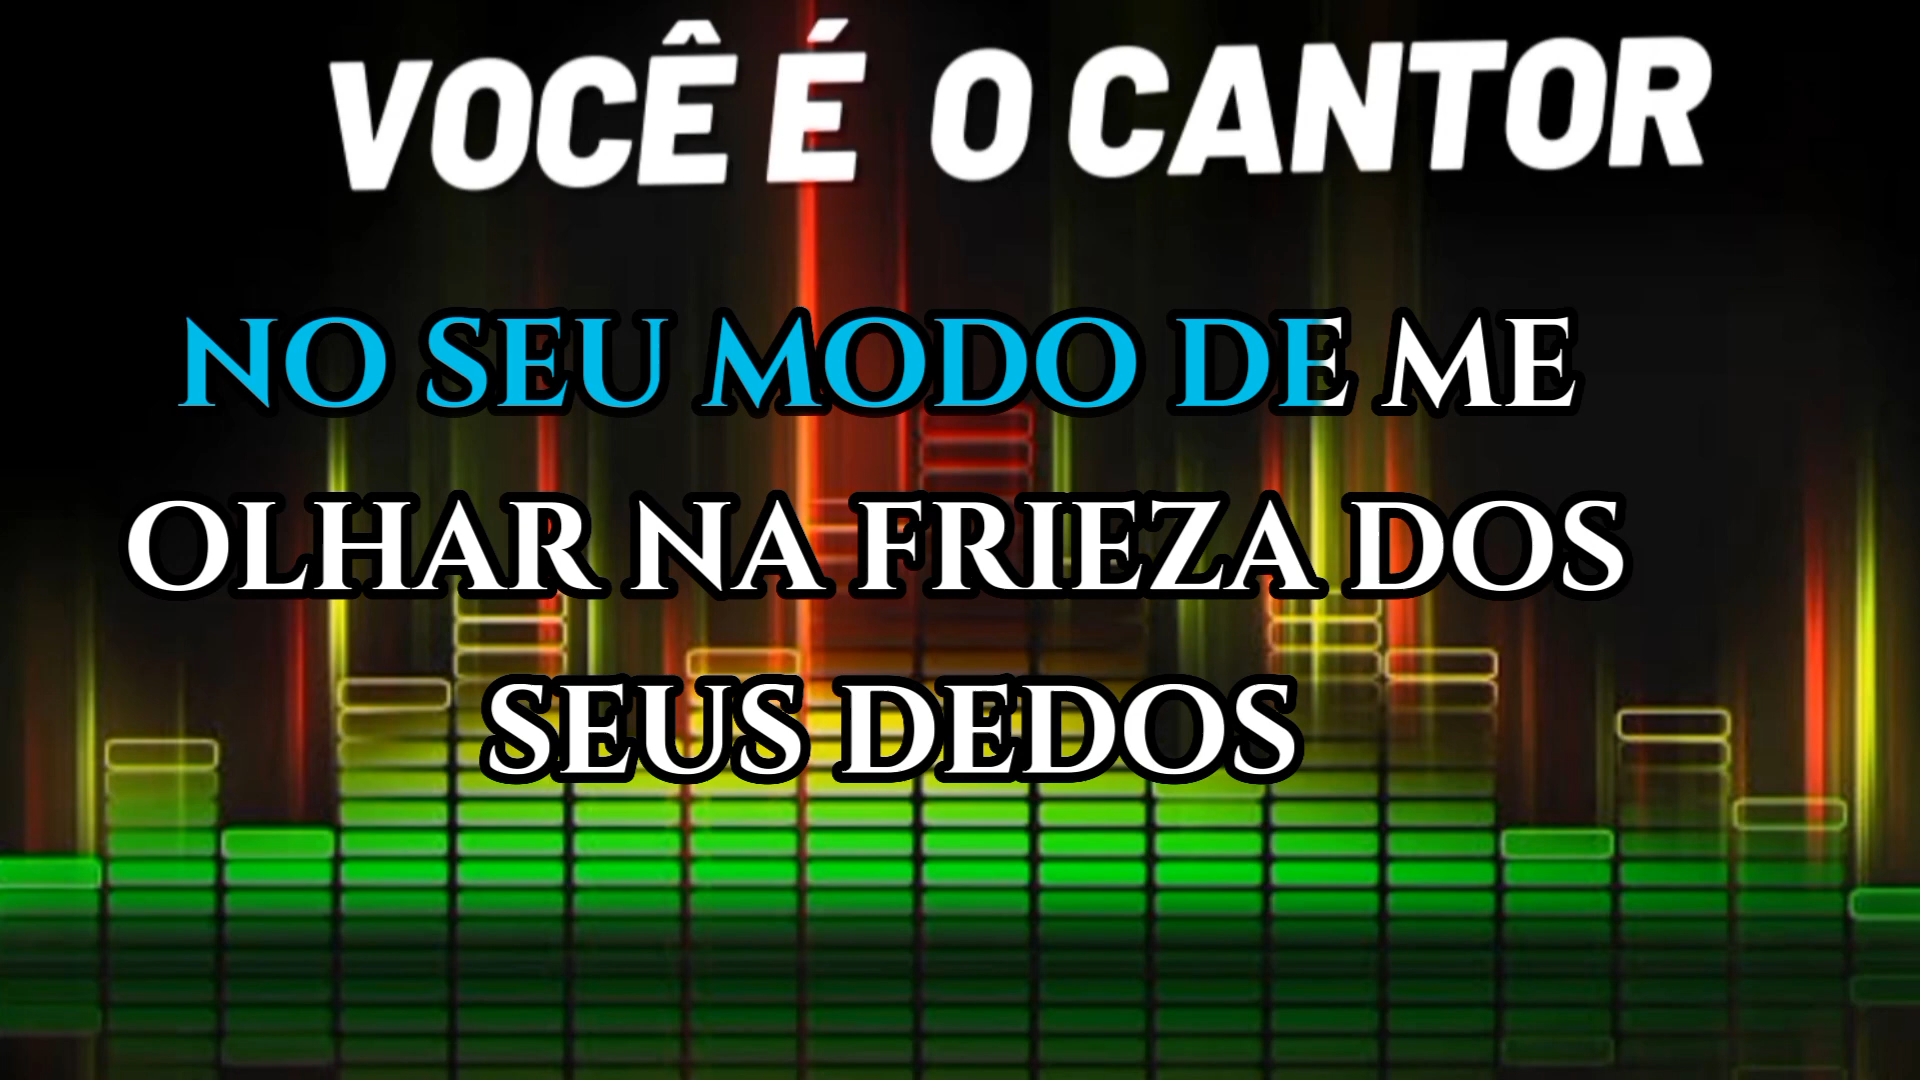 VOCÊ É O CANTOR
NO SEU MODO DE ME
OLHAR NA FRIEZA DOS
SEUS DEDOS